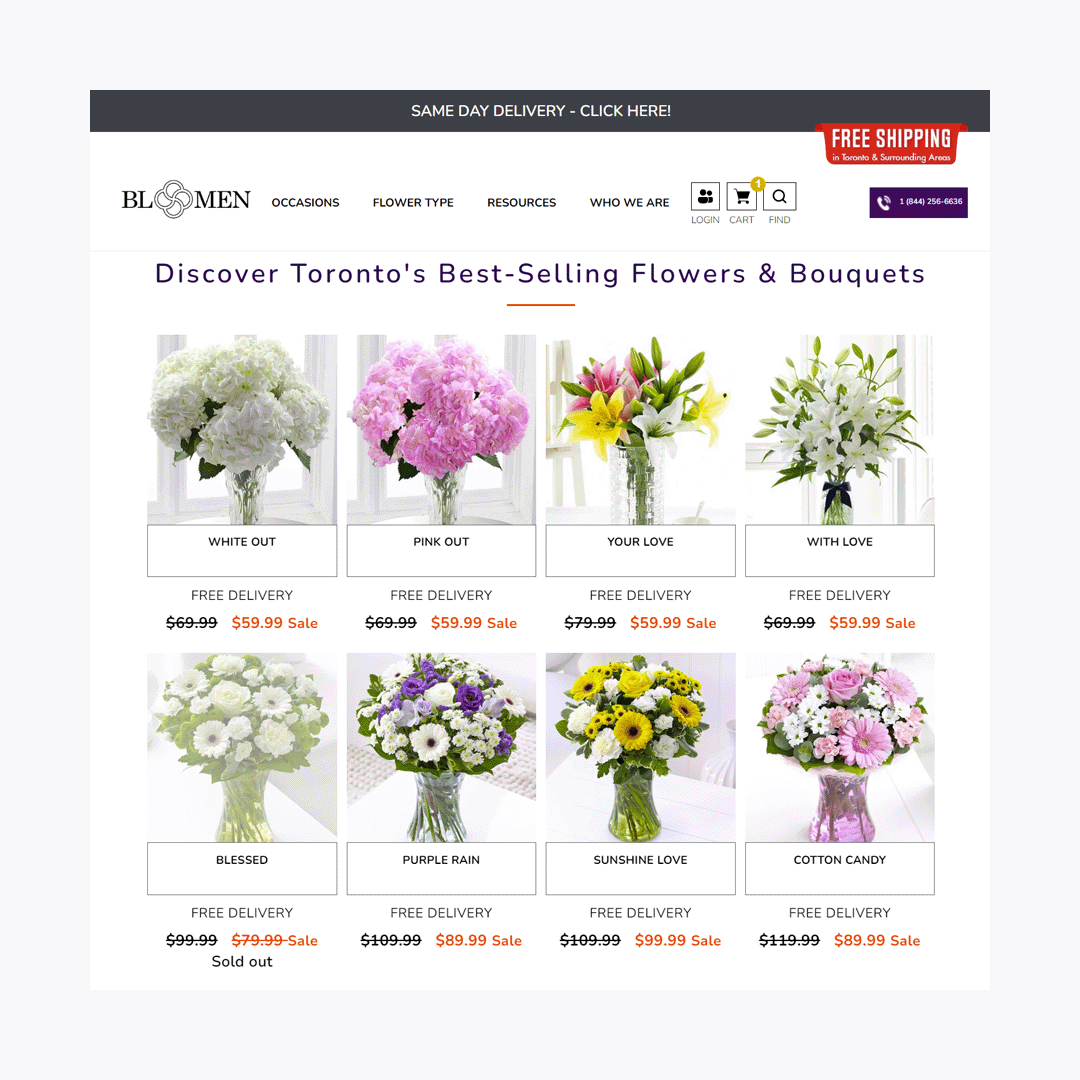 SAME DAY DELIVERY - CLICK HERE!
FREE SHIPPING
in Toronto & Surrounding Areas
BLOOMEN
OCCASIONS FLOWER TYPE RESOURCES WHO WE ARE
1
LOGIN CART FIND
1 (844) 256-6636
Discover Toronto's Best-Selling Flowers & Bouquets
WHITE OUT PINK OUT YOUR LOVE WITH LOVE
FREE DELIVERY FREE DELIVERY FREE DELIVERY FREE DELIVERY
$69.99 $59.99 Sale $69.99 $59.99 Sale $79.99 $59.99 Sale $69.99 $59.99 Sale
BLESSED PURPLE RAIN SUNSHINE LOVE COTTON CANDY
FREE DELIVERY FREE DELIVERY FREE DELIVERY FREE DELIVERY
$99.99 $79.99 Sale $109.99 $89.99 Sale $109.99 $99.99 Sale $119.99 $89.99 Sale
Sold out